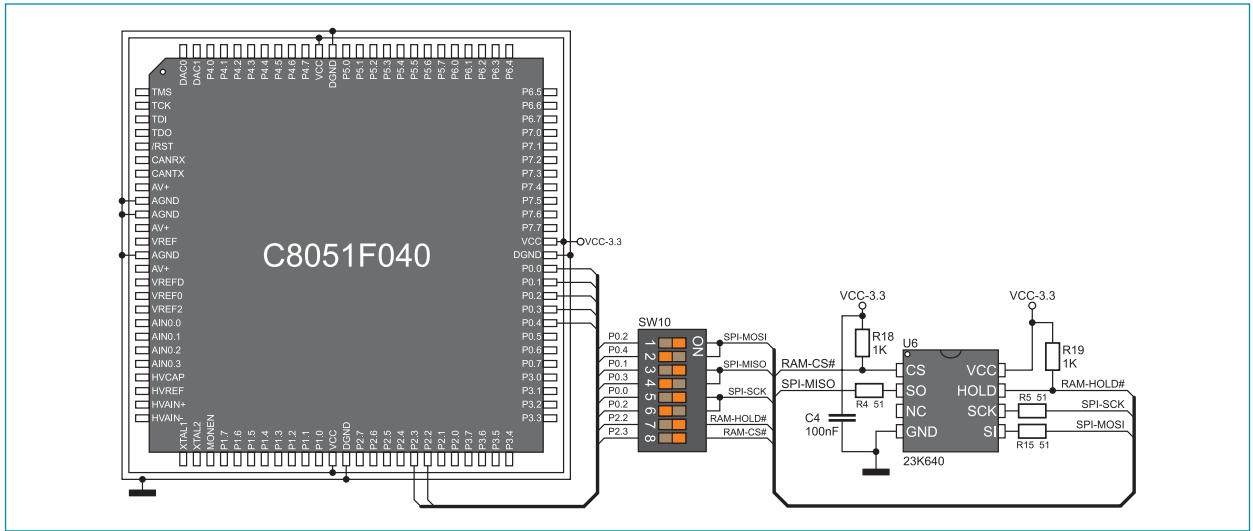 DAC0
DAC1
P4.0
P4.1
P4.2
P4.3
P4.4
P4.5
P4.6
P4.7
VCC
DGND
P5.0
P5.1
P5.2
P5.3
P5.4
P5.5
P5.6
P5.7
P6.0
P6.1
P6.2
P6.3
P6.4
TMS
TCK
TDI
TDO
/RST
CANRX
CANTX
AV+
AGND
AGND
AV+
VREF
AGND
AV+
VREFD
VREF0
VREF2
AIN0.0
AIN0.1
AIN0.2
AIN0.3
HVCAP
HVREF
HVAIN+
HVAIN-
C8051F040
P6.5
P6.6
P6.7
P7.0
P7.1
P7.2
P7.3
P7.4
P7.5
P7.6
P7.7
VCC
DGND
P0.0
P0.1
P0.2
P0.3
P0.4
P0.5
P0.6
P0.7
P3.0
P3.1
P3.2
P3.3
XTAL1
XTAL2
MONEN
P1.7
P1.6
P1.5
P1.4
P1.3
P1.2
P1.1
P1.0
VCC
DGND
P2.7
P2.6
P2.5
P2.4
P2.3
P2.2
P2.1
P2.0
P3.7
P3.6
P3.5
P3.4
VCC-3.3
SW10
P0.2
P0.4
P0.1
P0.3
P0.0
P0.2
P2.2
P2.3
1
2
3
4
5
6
7
8
ON
SPI-MOSI
SPI-MISO
SPI-SCK
RAM-HOLD#
RAM-CS#
VCC-3.3
R18
1K
RAM-CS#
SPI-MISO
R4 51
C4
100nF
U6
CS
SO
NC
GND
VCC
HOLD
SCK
SI
23K640
VCC-3.3
R19
1K
RAM-HOLD#
R5 51
SPI-SCK
SPI-MOSI
R15 51